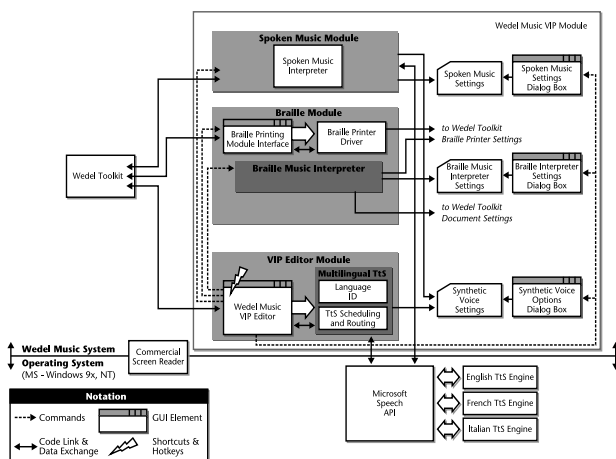 Wedel Music VIP Module
Spoken Music Module
Spoken Music
Interpreter
Spoken Music
Settings
Spoken Music
Settings
Dialog Box
Braille Module
Braille Printing
Module Interface
Braille Printer
Driver
to Wedel Toolkit
Braille Printer Settings
Wedel Toolkit
Braille Music Interpreter
Braille Music
Interpreter
Settings
Braille Interpreter
Settings
Dialog Box
to Wedel Toolkit
Document Settings
VIP Editor Module
Multilingual TtS
Language
ID
Wedel Music
VIP Editor
TtS Scheduling
and Routing
Synthetic
Voice
Settings
Synthetic Voice
Options
Dialog Box
Wedel Music System
Operating System
(MS - Windows 9x, NT)
Commercial
Screen Reader
Microsoft
Speech
API
English TtS Engine
French TtS Engine
Italian TtS Engine
Notation
Commands
GUI Element
Code Link &
Data Exchange
Shortcuts &
Hotkeys